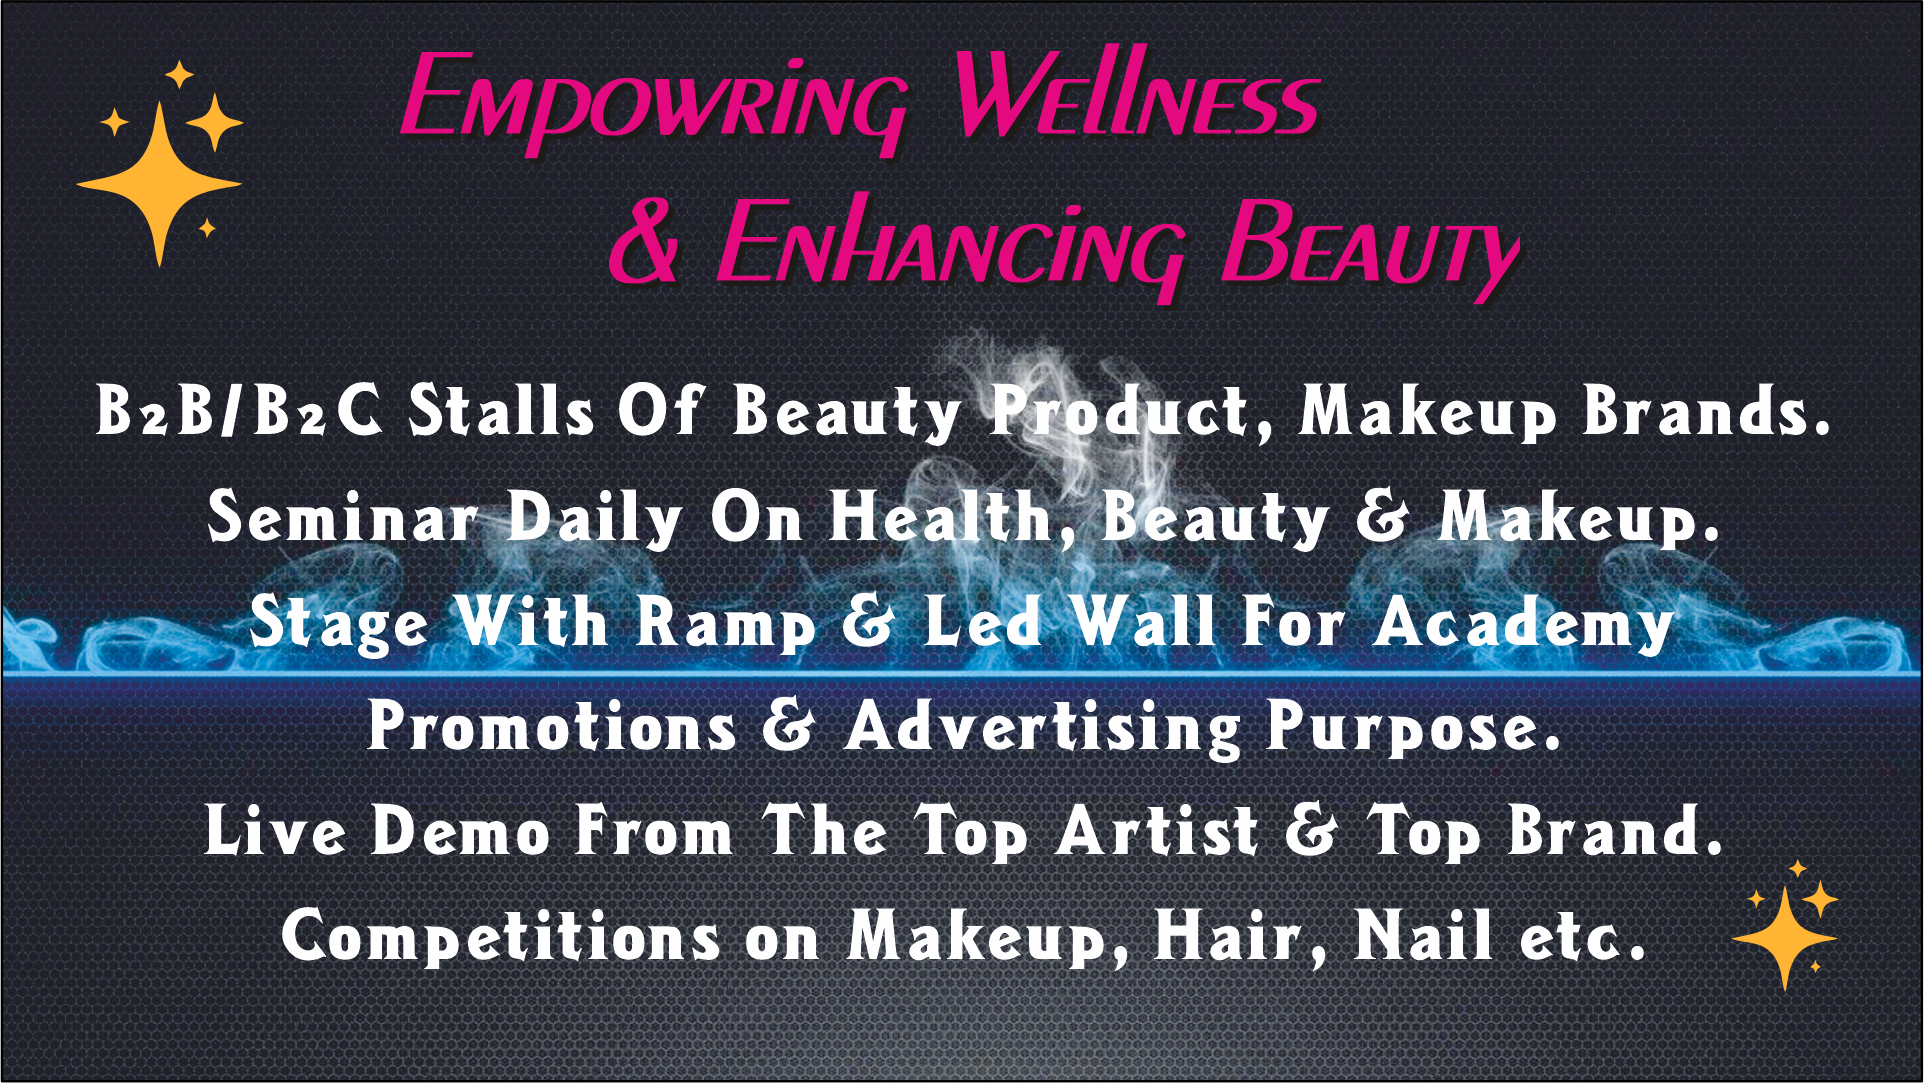 Empowring Wellness
& Enhancing Beauty
B2B/B2C Stalls Of Beauty Product, Makeup Brands.
Seminar Daily On Health, Beauty & Makeup.
Stage With Ramp & Led Wall For Academy
Promotions & Advertising Purpose.
Live Demo From The Top Artist & Top Brand.
Competitions on Makeup, Hair, Nail etc.